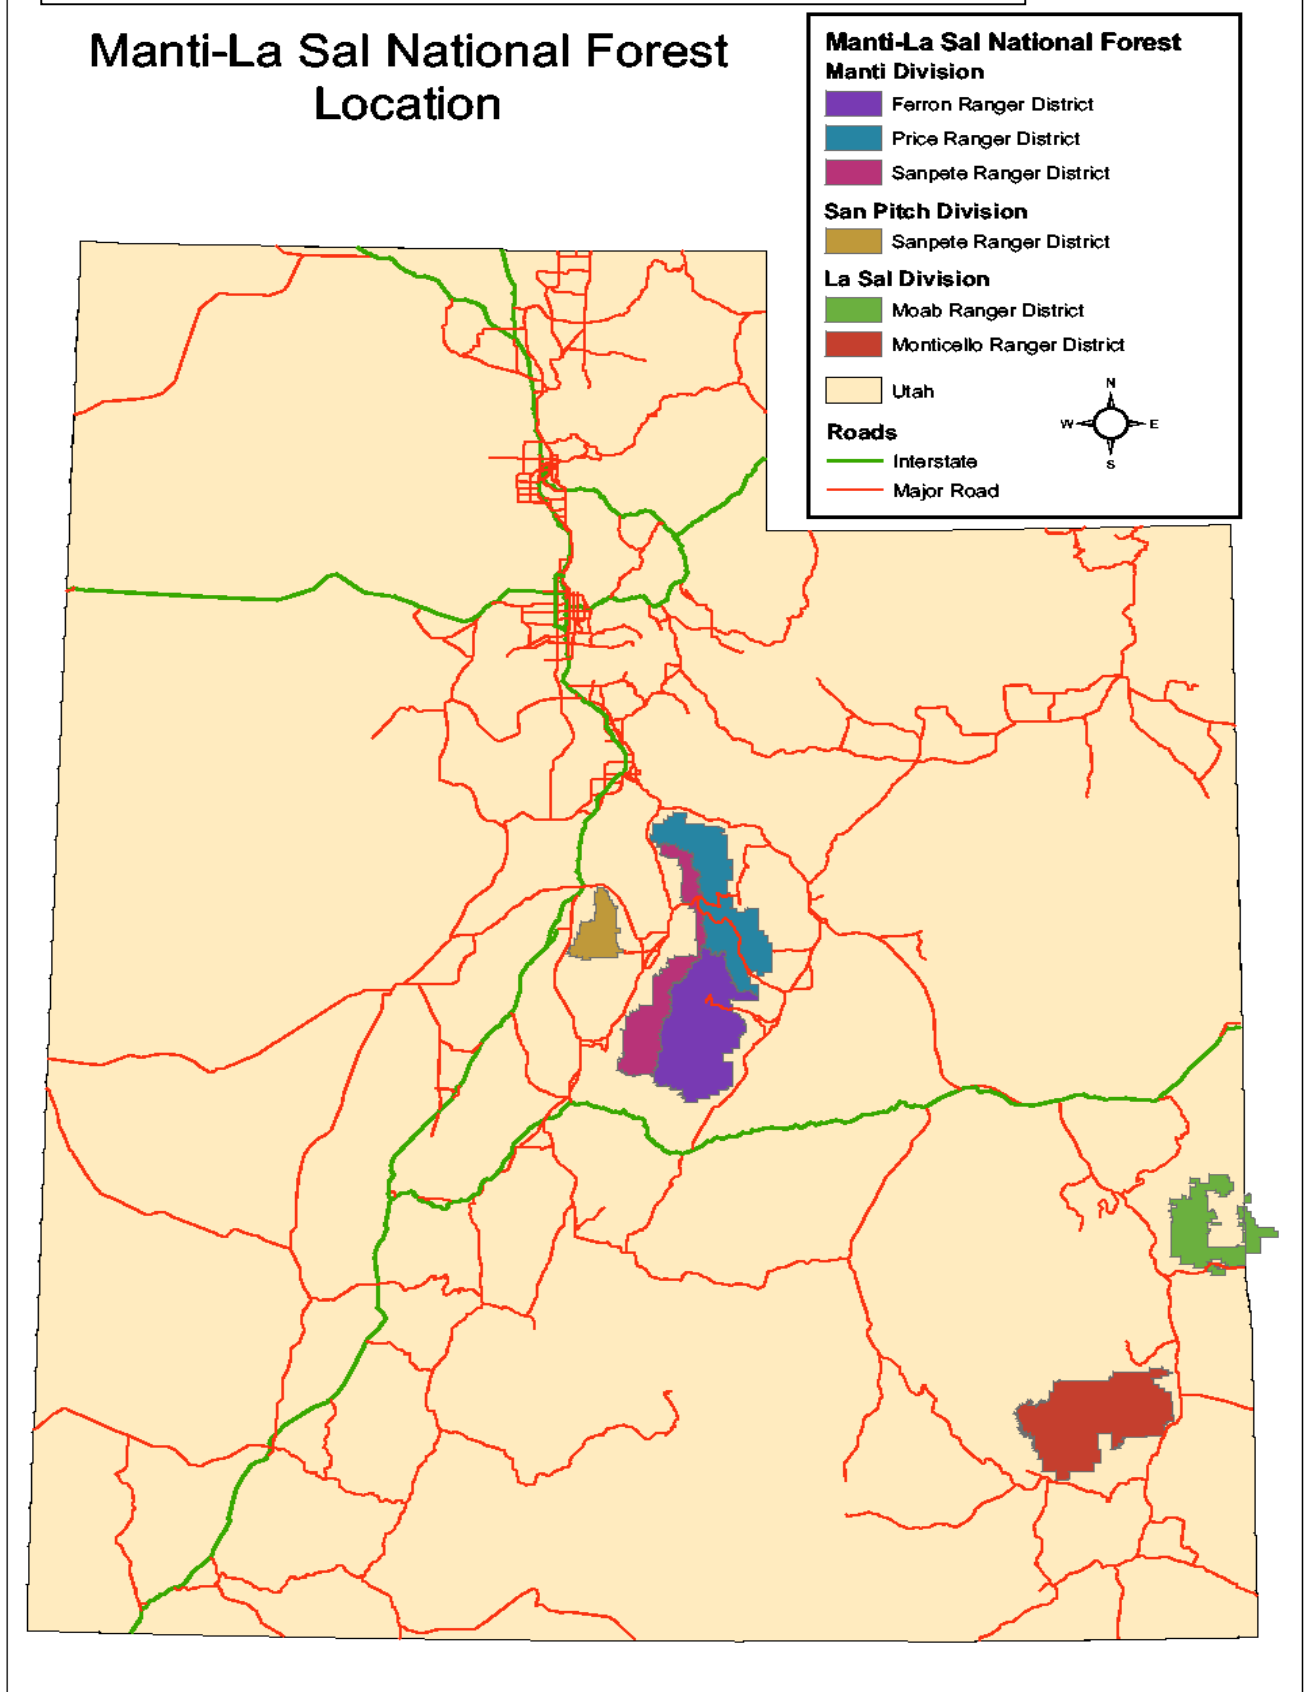 Manti-La Sal National Forest
Location
Manti-La Sal National Forest
Manti Division
Ferron Ranger District
Price Ranger District
Sanpete Ranger District
San Pitch Division
Sanpete Ranger District
La Sal Division
Moab Ranger District
Monticello Ranger District
Utah
N
W E
S
Roads
Interstate
Major Road